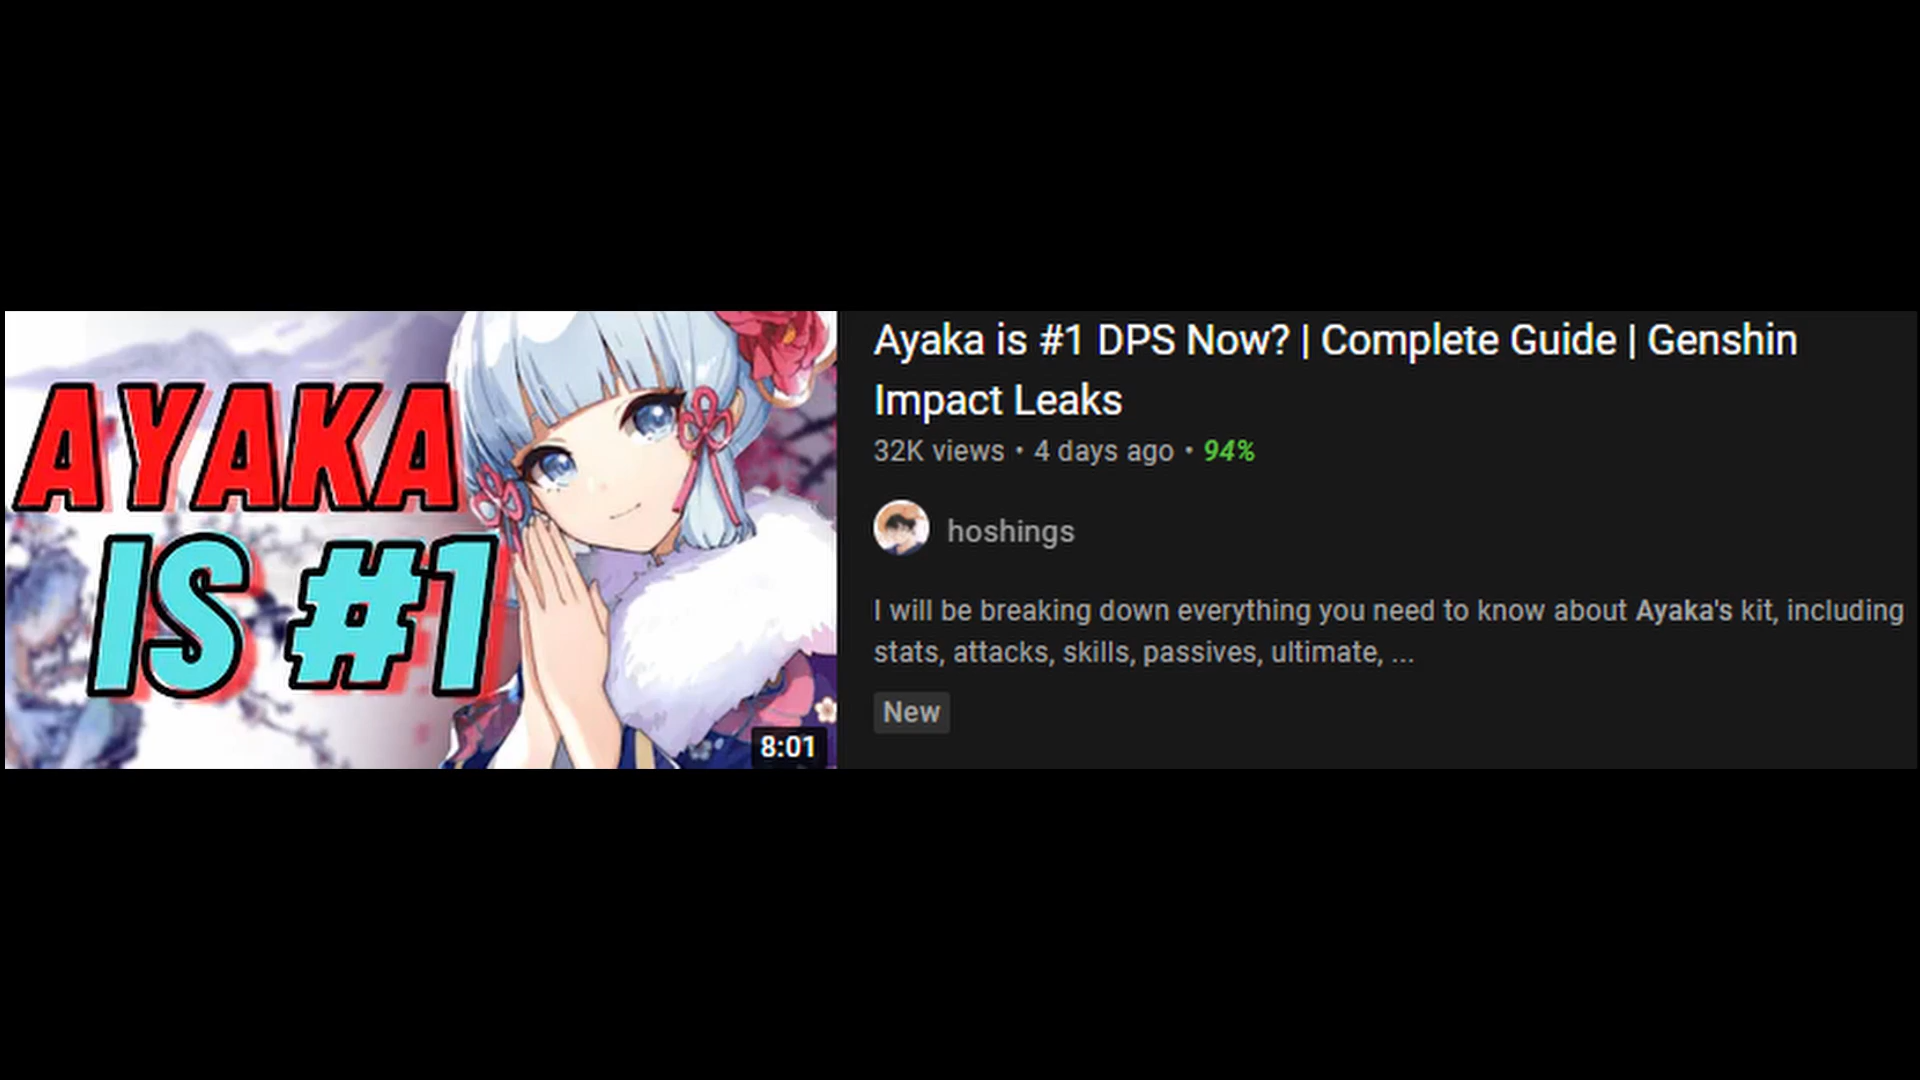 AYAKA
IS #1
8:01
Ayaka is #1 DPS Now? | Complete Guide | Genshin
Impact Leaks
32K views • 4 days ago • 94%
hoshings
I will be breaking down everything you need to know about Ayaka's kit, including
stats, attacks, skills, passives, ultimate, ...
New